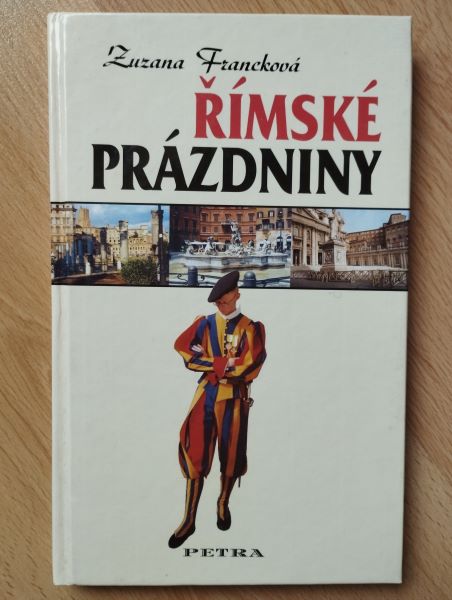 Zuzana Francková
ŘÍMSKÉ
PRÁZDNINY
PETRA